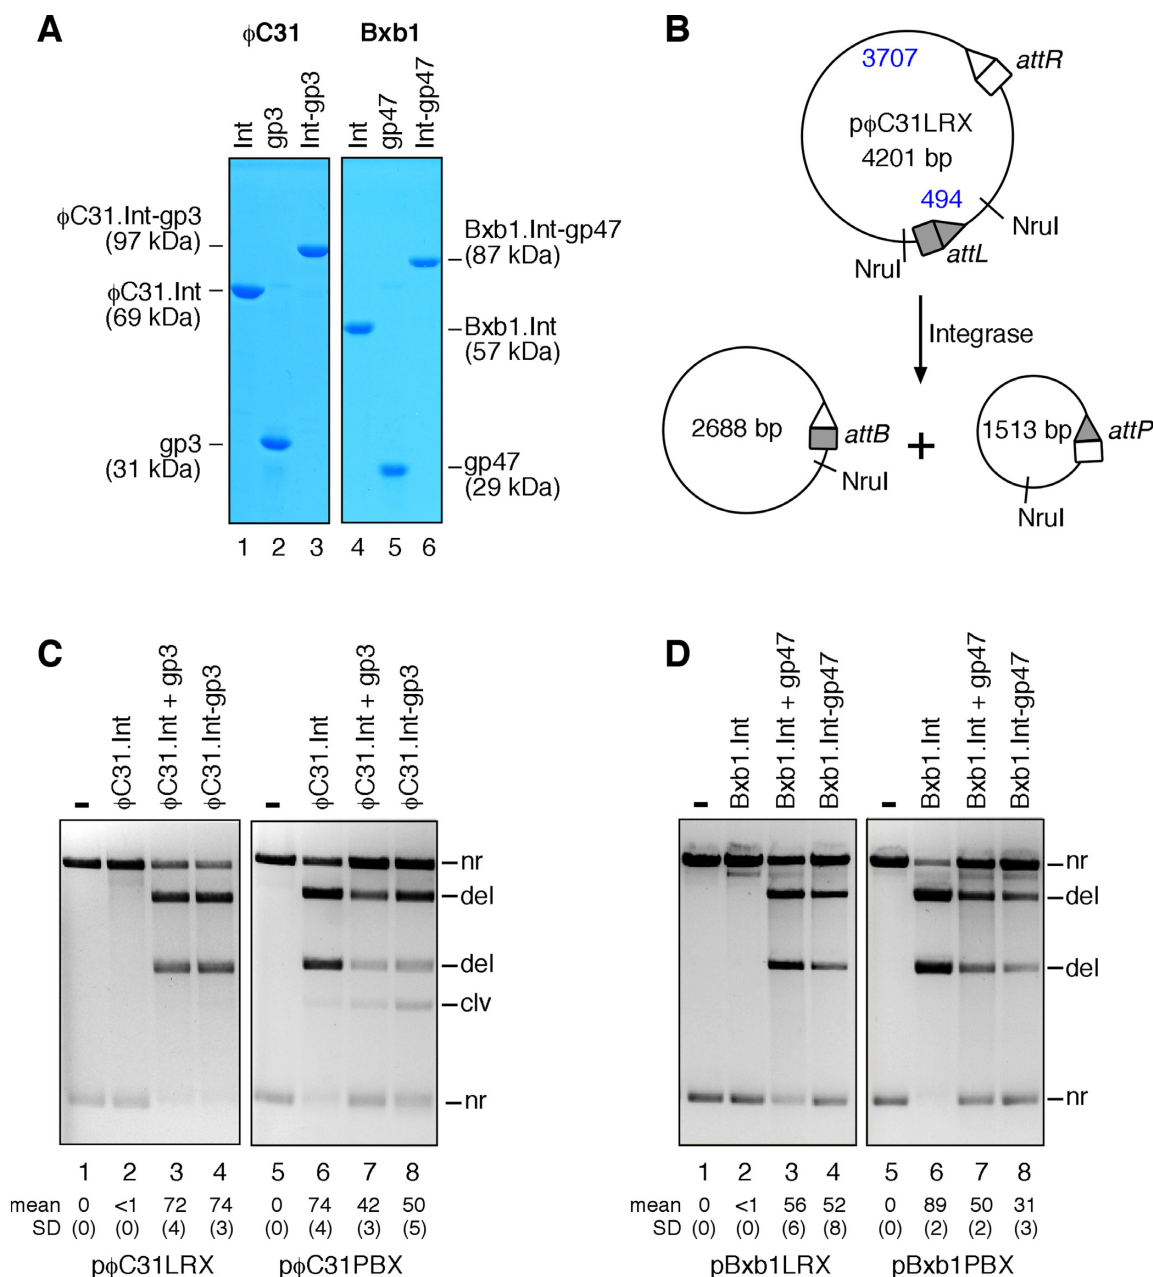 A
ϕC31 Bxb1
Int gp3 Int-gp3 Int gp47 Int-gp47
ϕC31.Int-gp3
(97 kDa)
ϕC31.Int
(69 kDa)
gp3
(31 kDa)
Bxb1.Int-gp47
(87 kDa)
Bxb1.Int
(57 kDa)
gp47
(29 kDa)
1 2 3 4 5 6
B
3707
attR
pϕC31LRX
4201 bp
494
NruI
attL
NruI
Integrase
2688 bp
attB
+
1513 bp
attP
NruI
NruI
C
- ϕC31.Int ϕC31.Int + gp3 ϕC31.Int-gp3 - ϕC31.Int ϕC31.Int + gp3 ϕC31.Int-gp3
nr
del
del
clv
nr
1 2 3 4 5 6 7 8
mean 0 <1 72 74 0 74 42 50
SD (0) (0) (4) (3) (0) (4) (3) (5)
pϕC31LRX pϕC31PBX
D
- Bxb1.Int Bxb1.Int + gp47 Bxb1.Int-gp47 - Bxb1.Int Bxb1.Int + gp47 Bxb1.Int-gp47
nr
del
del
nr
1 2 3 4 5 6 7 8
mean 0 <1 56 52 0 89 50 31
SD (0) (0) (6) (8) (0) (2) (2) (3)
pBxb1LRX pBxb1PBX